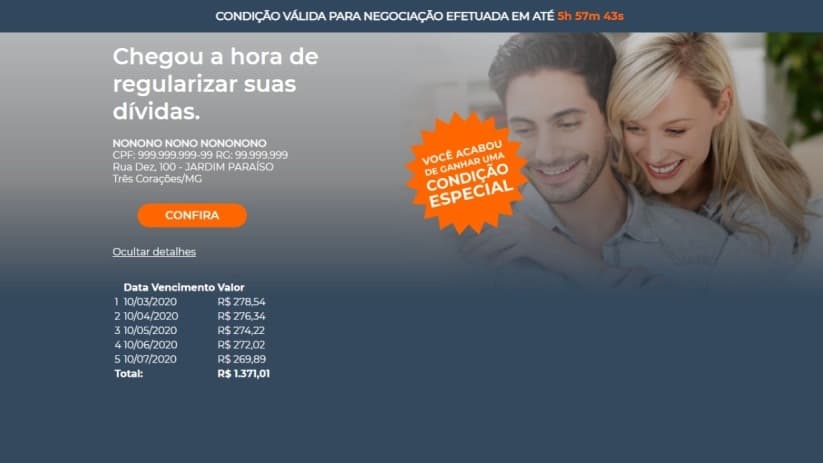 CONDIÇÃO VÁLIDA PARA NEGOCIAÇÃO EFETUADA EM ATÉ 5h 57m 43s
Chegou a hora de
regularizar suas
dívidas.
NONONO NONO NONONONO
CPF: 999.999.999-99 RG: 99.999.999
Rua Dez, 100 - JARDIM PARAÍSO
Três Corações/MG
VOCÊ ACABOU
DE GANHAR UMA
CONDIÇÃO
ESPECIAL
CONFIRA
Ocultar detalhes
Data Vencimento Valor
1 10/03/2020 R$ 278,54
2 10/04/2020 R$ 276,34
3 10/05/2020 R$ 274,22
4 10/06/2020 R$ 272,02
5 10/07/2020 R$ 269,89
Total: R$ 1.371,01